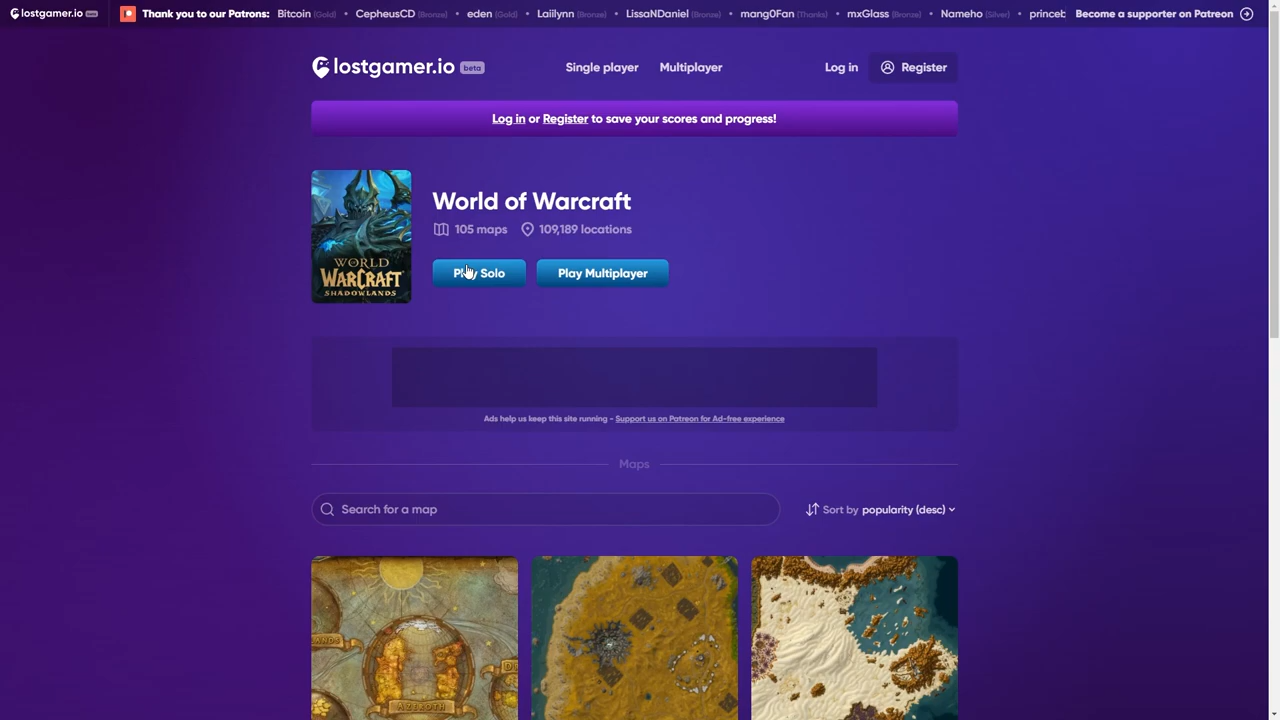 lostgamer.io beta Thank you to our Patrons: Bitcoin (Gold) • CepheusCD (Bronze) • eden (Gold) • Lailynn (Bronze) • LissaNDaniel (Bronze) • mang0Fan (Thanks) • mxGlass (Bronze) • Nameho (Silver) • princeb Become a supporter on Patreon
lostgamer.io beta Single player Multiplayer Log in Register
Log in or Register to save your scores and progress!
World of Warcraft
105 maps 109,189 locations
Play Solo Play Multiplayer
WORLD
WARCRAFT
SHADOWLANDS
Ads help us keep this site running - Support us on Patreon for Ad-free experience
Maps
Search for a map Sort by popularity (desc)
AZEROTH